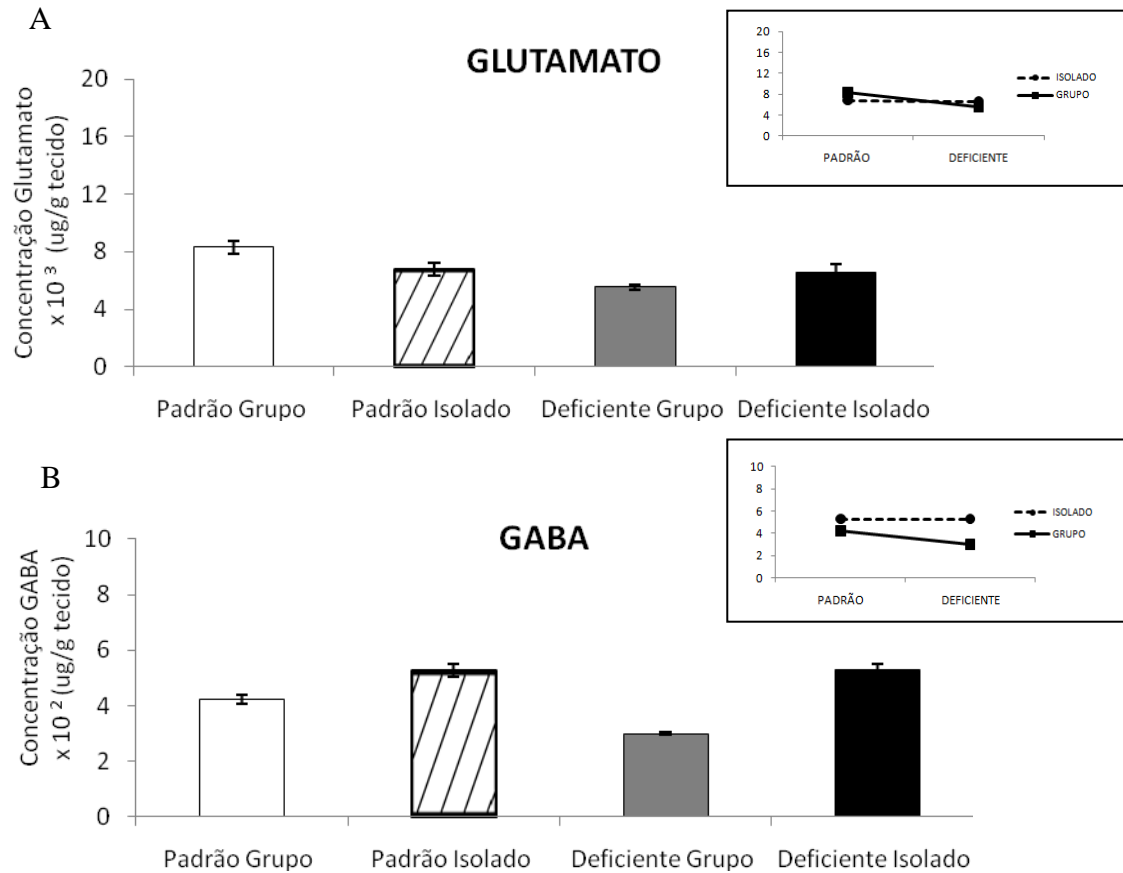 A
GLUTAMATO
Concentração Glutamato
x 10 ³ (ug/g tecido)
20
16
12
8
4
0
Padrão Grupo
Padrão Isolado
Deficiente Grupo
Deficiente Isolado
20
16
12
8
4
0
PADRÃO
DEFICIENTE
ISOLADO
GRUPO
B
GABA
Concentração GABA
x 10 ² (ug/g tecido)
10
8
6
4
2
0
Padrão Grupo
Padrão Isolado
Deficiente Grupo
Deficiente Isolado
10
8
6
4
2
0
PADRÃO
DEFICIENTE
ISOLADO
GRUPO